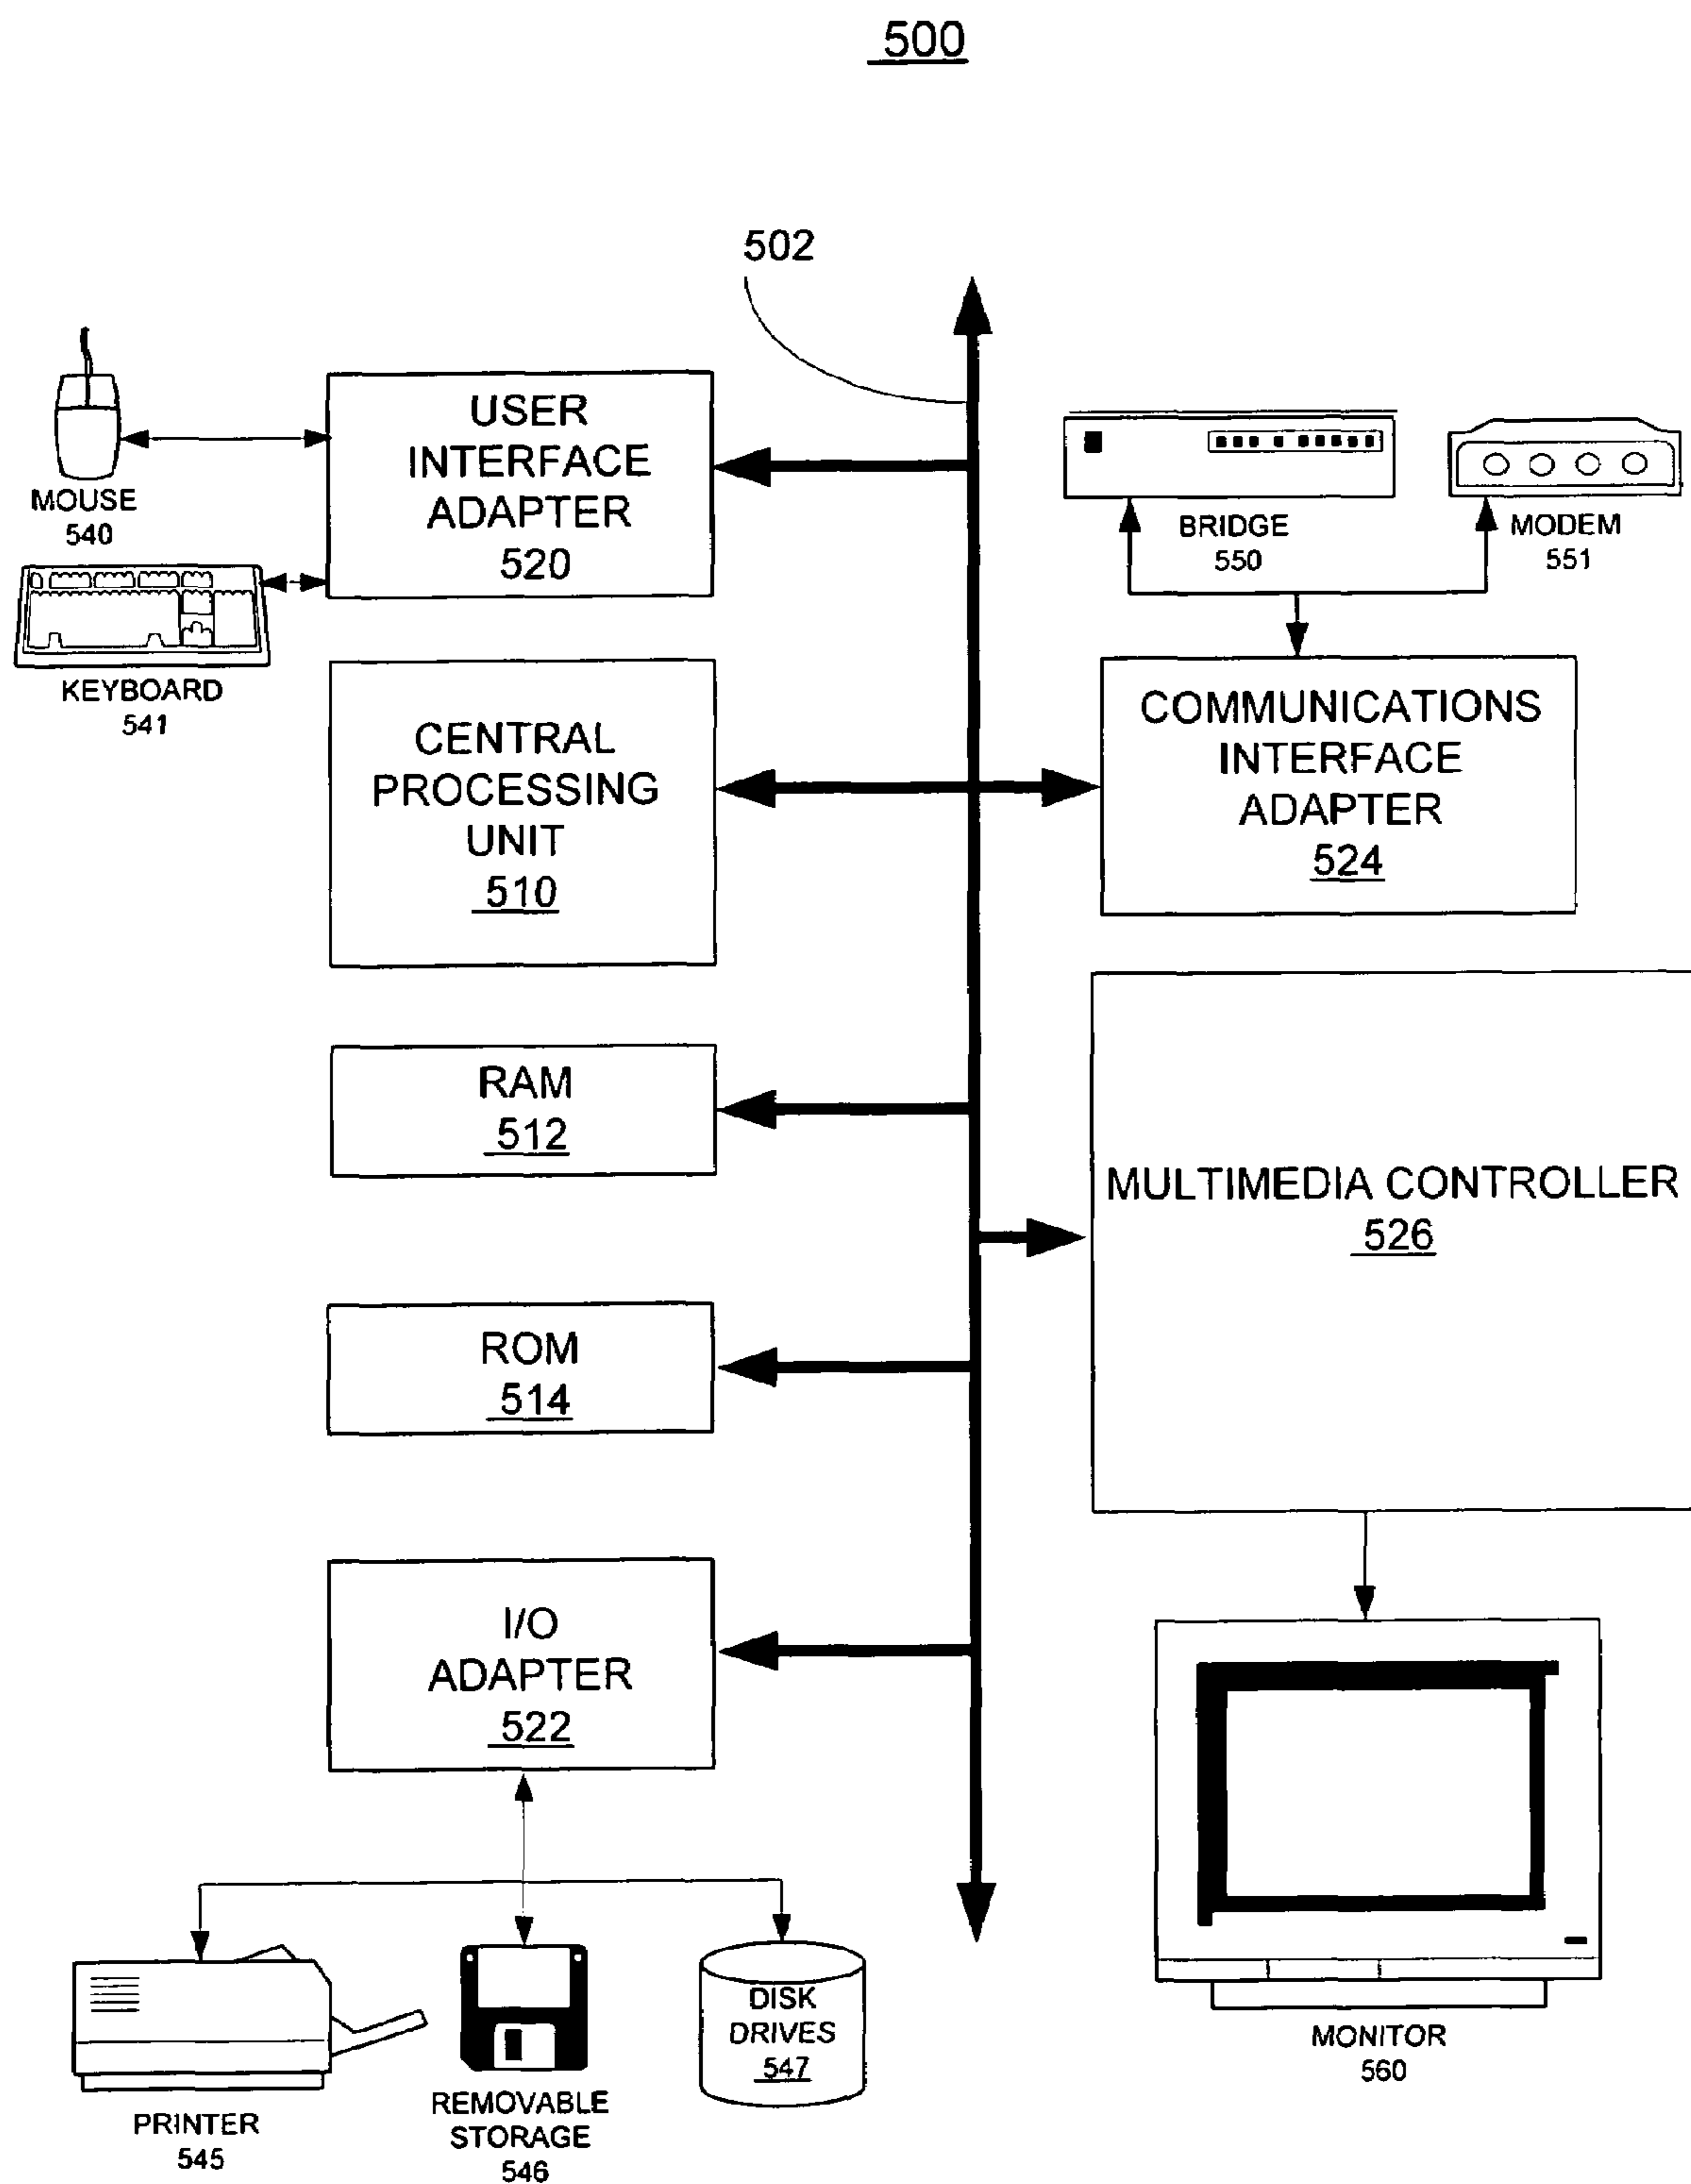 500
502
MOUSE
540
KEYBOARD
541
USER
INTERFACE
ADAPTER
520
BRIDGE
550
MODEM
551
CENTRAL
PROCESSING
UNIT
510
COMMUNICATIONS
INTERFACE
ADAPTER
524
RAM
512
MULTIMEDIA CONTROLLER
526
ROM
514
I/O
ADAPTER
522
PRINTER
545
REMOVABLE
STORAGE
546
DISK
DRIVES
547
MONITOR
560